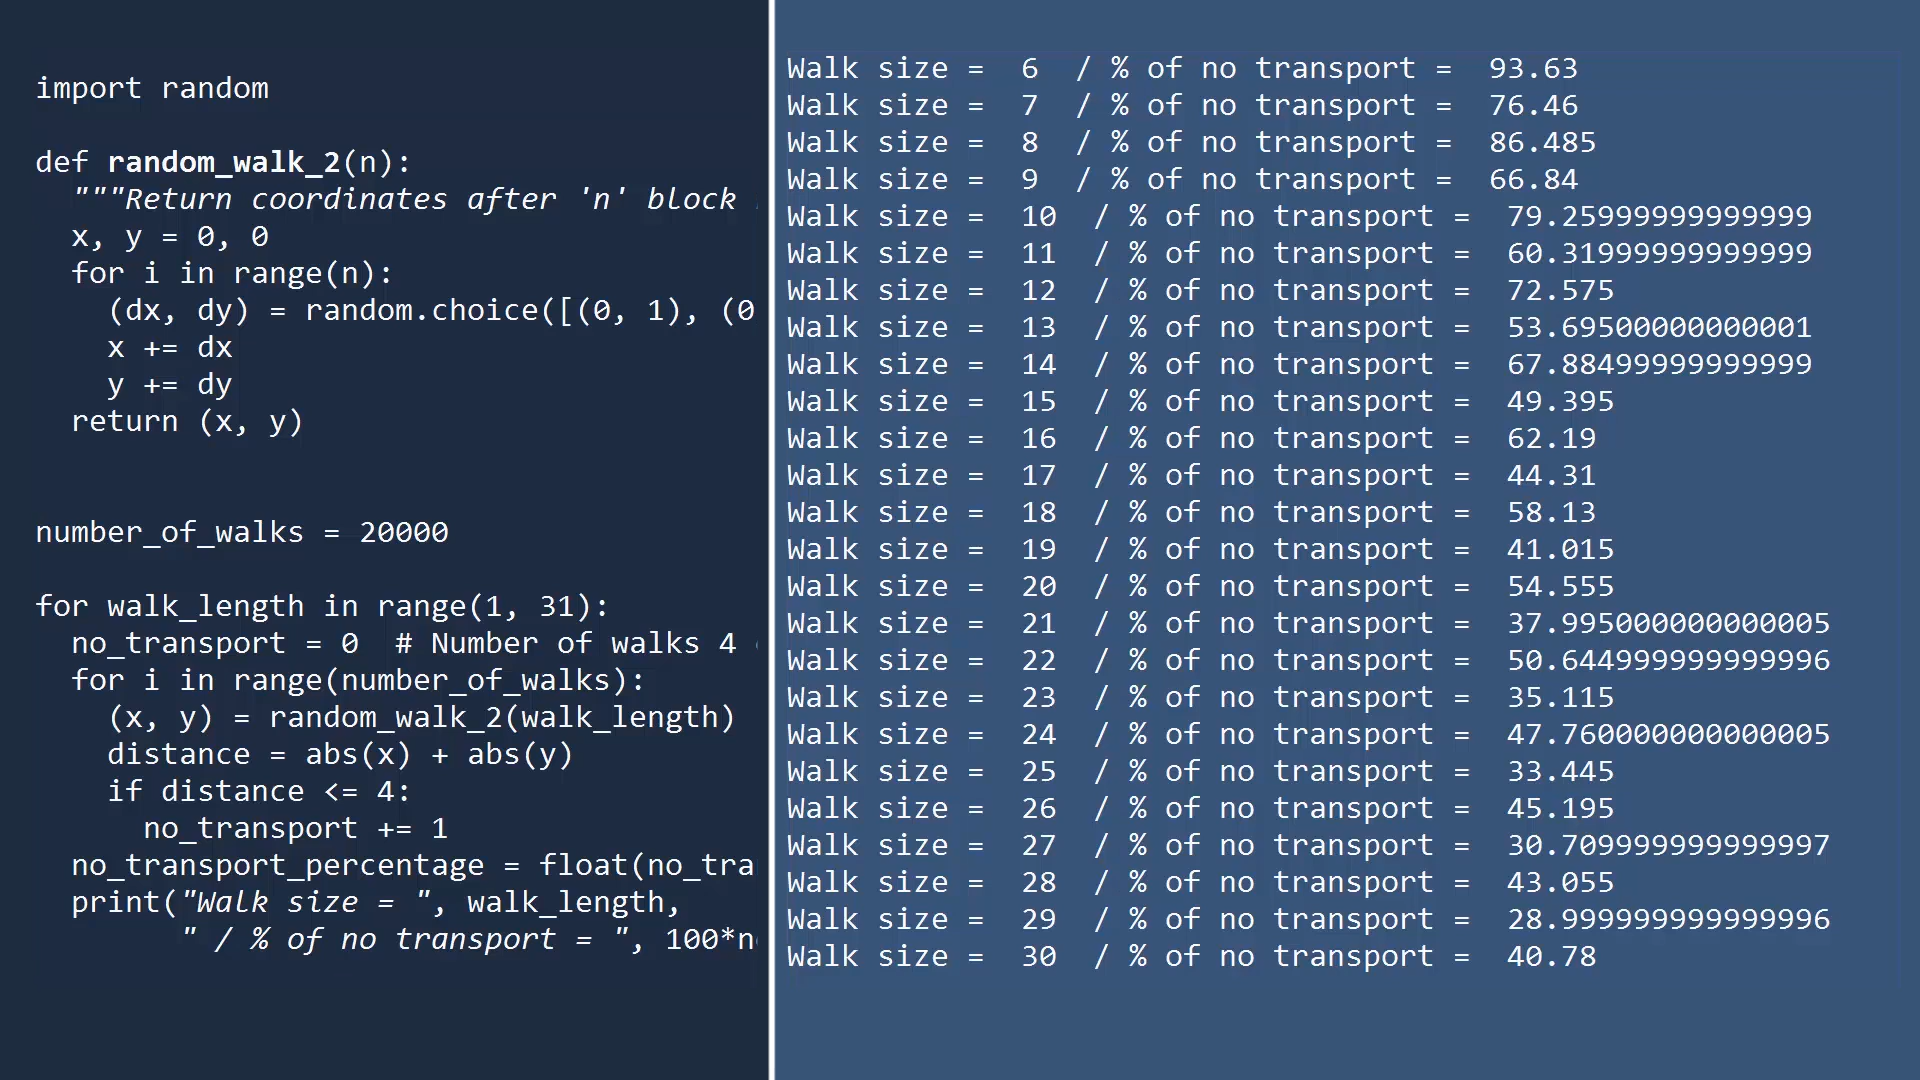 import random
def random_walk_2(n):
"""Return coordinates after 'n' block
x, y = 0, 0
for i in range(n):
(dx, dy) = random.choice([(0, 1), (0
x += dx
y += dy
return (x, y)
number_of_walks = 20000
for walk_length in range(1, 31):
no_transport = 0  # Number of walks 4
for i in range(number_of_walks):
(x, y) = random_walk_2(walk_length)
distance = abs(x) + abs(y)
if distance <= 4:
no_transport += 1
no_transport_percentage = float(no_tra
print("Walk size = ", walk_length,
" / % of no transport = ", 100*n
Walk size =  6  / % of no transport =  93.63
Walk size =  7  / % of no transport =  76.46
Walk size =  8  / % of no transport =  86.485
Walk size =  9  / % of no transport =  66.84
Walk size =  10  / % of no transport =  79.25999999999999
Walk size =  11  / % of no transport =  60.31999999999999
Walk size =  12  / % of no transport =  72.575
Walk size =  13  / % of no transport =  53.69500000000001
Walk size =  14  / % of no transport =  67.88499999999999
Walk size =  15  / % of no transport =  49.395
Walk size =  16  / % of no transport =  62.19
Walk size =  17  / % of no transport =  44.31
Walk size =  18  / % of no transport =  58.13
Walk size =  19  / % of no transport =  41.015
Walk size =  20  / % of no transport =  54.555
Walk size =  21  / % of no transport =  37.995000000000005
Walk size =  22  / % of no transport =  50.644999999999996
Walk size =  23  / % of no transport =  35.115
Walk size =  24  / % of no transport =  47.760000000000005
Walk size =  25  / % of no transport =  33.445
Walk size =  26  / % of no transport =  45.195
Walk size =  27  / % of no transport =  30.709999999999997
Walk size =  28  / % of no transport =  43.055
Walk size =  29  / % of no transport =  28.999999999999996
Walk size =  30  / % of no transport =  40.78